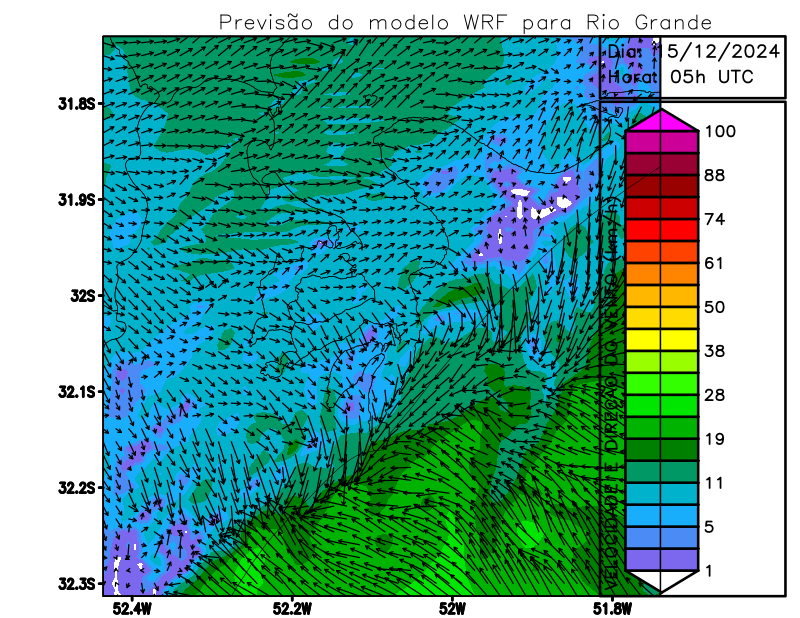 Previsão do modelo WRF para Rio Grande
Dia: 15/12/2024
Hora: 05h UTC
31.8S
31.9S
32S
32.1S
32.2S
32.3S
52.4W
52.2W
52W
51.8W
VELOCIDADE E DIREÇÃO DO VENTO (km/h)
100
88
74
61
50
38
28
19
11
5
1